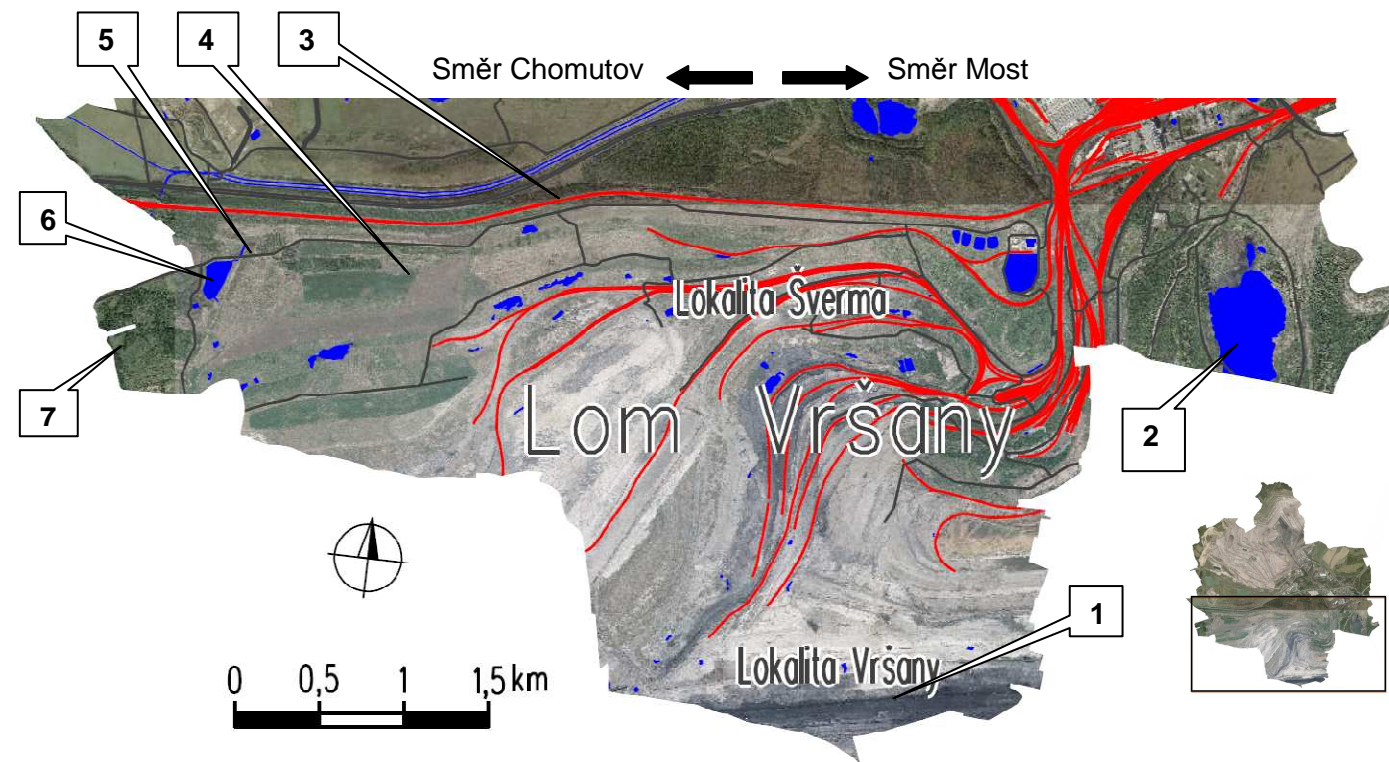 5 4 3
Směr Chomutov Směr Most
6
Lokalita Šverma
7
Lom Vršany
2
1
Lokalita Vršany
0 0,5 1 1,5 km